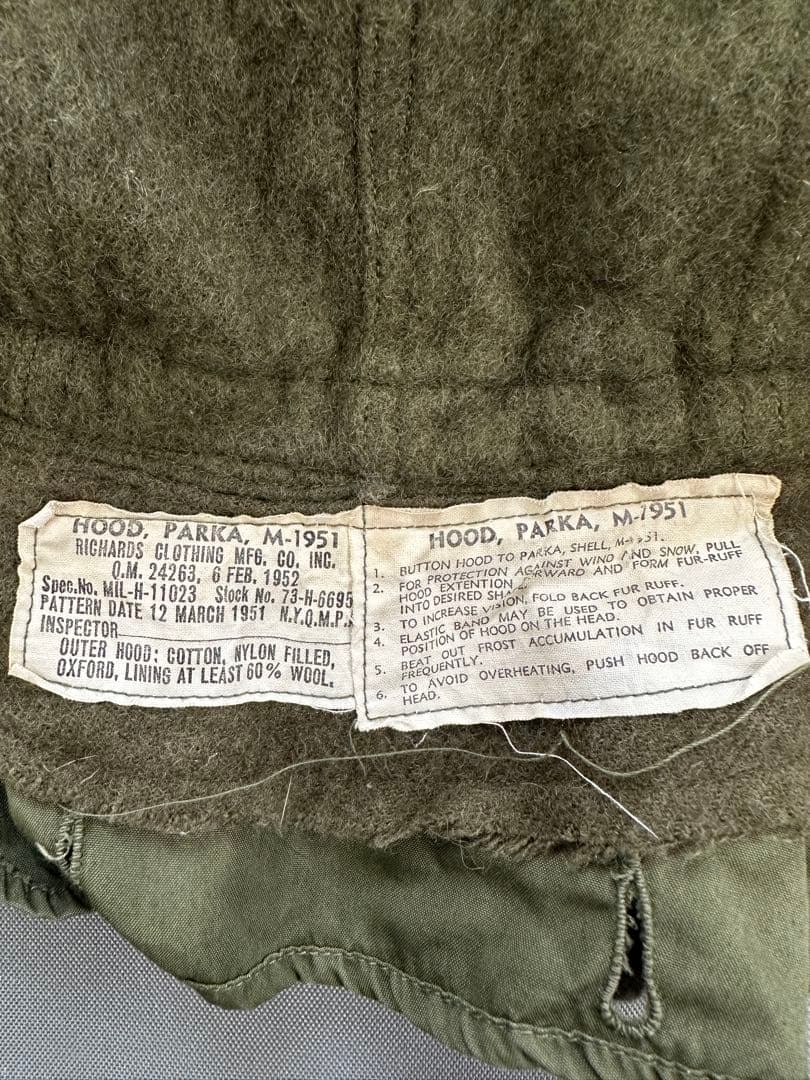 HOOD, PARKA, M-1951
RICHARDS CLOTHING MFG. CO. INC.
Q.M. 24263, 6 FEB. 1952
Spec.No. MIL-H-11023 Stock No. 73-H-6695
PATTERN DATE 12 MARCH 1951 N.Y.Q.M.P.
INSPECTOR
OUTER HOOD: COTTON, NYLON FILLED,
OXFORD, LINING AT LEAST 60% WOOL.
HOOD, PARKA, M-1951
1. BUTTON HOOD TO PARKA, SHELL, M-1951.
2. FOR PROTECTION AGAINST WIND AND SNOW, PULL
HOOD EXTENTION FORWARD AND FORM FUR-RUFF
INTO DESIRED
3. TO INCREASE VISION, FOLD BACK FUR RUFF.
4. ELASTIC BAND MAY BE USED TO OBTAIN PROPER
POSITION OF HOOD ON THE HEAD.
5. BEAT OUT FROST ACCUMULATION IN FUR RUFF
FREQUENTLY.
6. TO AVOID OVERHEATING, PUSH HOOD BACK OFF
HEAD.